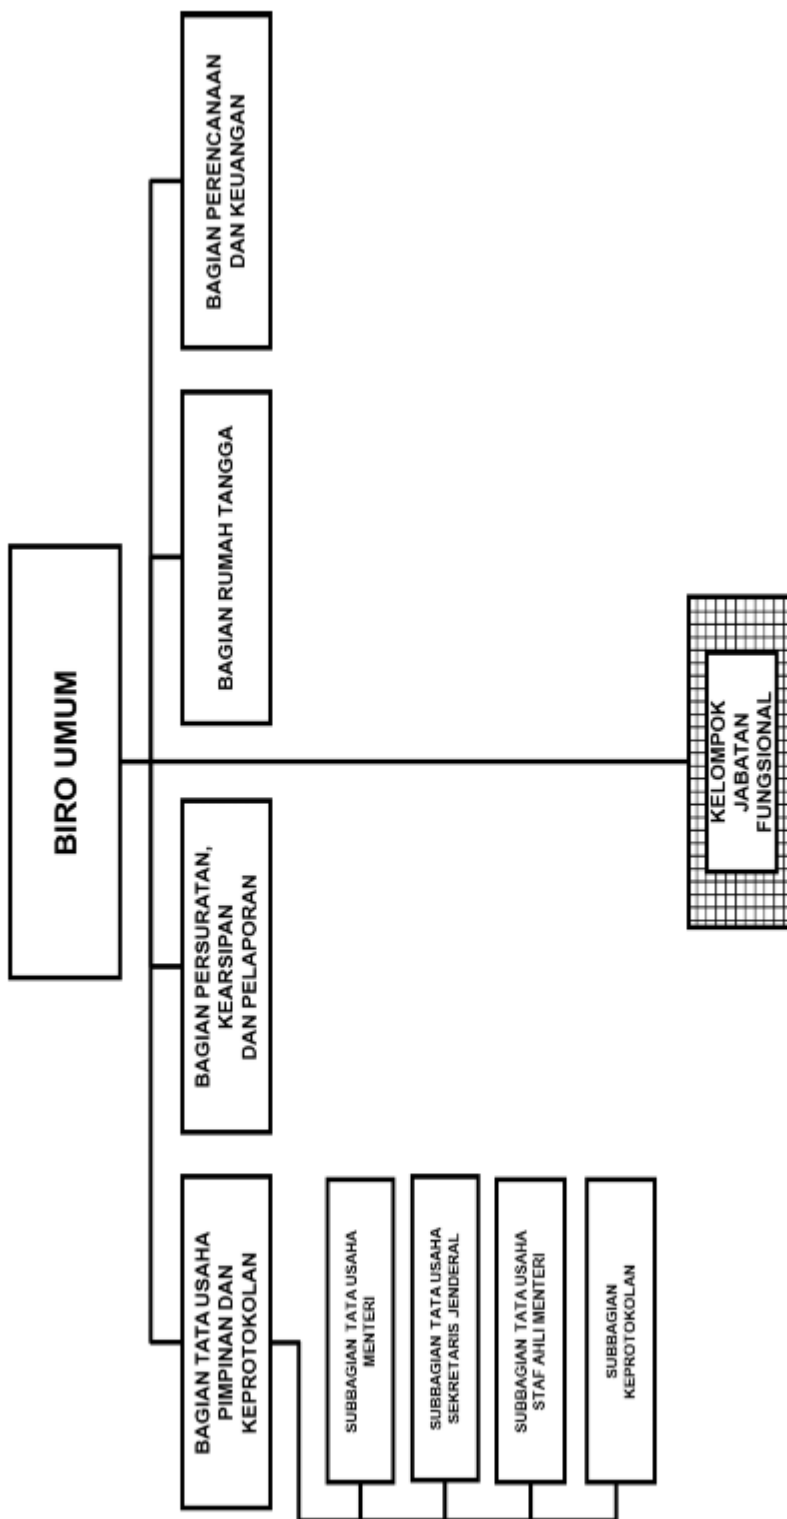 BIRO UMUM
BAGIAN TATA USAHA
PIMPINAN DAN
KEPROTOKOLAN
BAGIAN PERSURATAN,
KEARSIPAN
DAN PELAPORAN
BAGIAN RUMAH TANGGA
BAGIAN PERENCANAAN
DAN KEUANGAN
SUBBAGIAN TATA USAHA
MENTERI
SUBBAGIAN TATA USAHA
SEKRETARIS JENDERAL
SUBBAGIAN TATA USAHA
STAF AHLI MENTERI
SUBBAGIAN
KEPROTOKOLAN
KELOMPOK
JABATAN
FUNGSIONAL